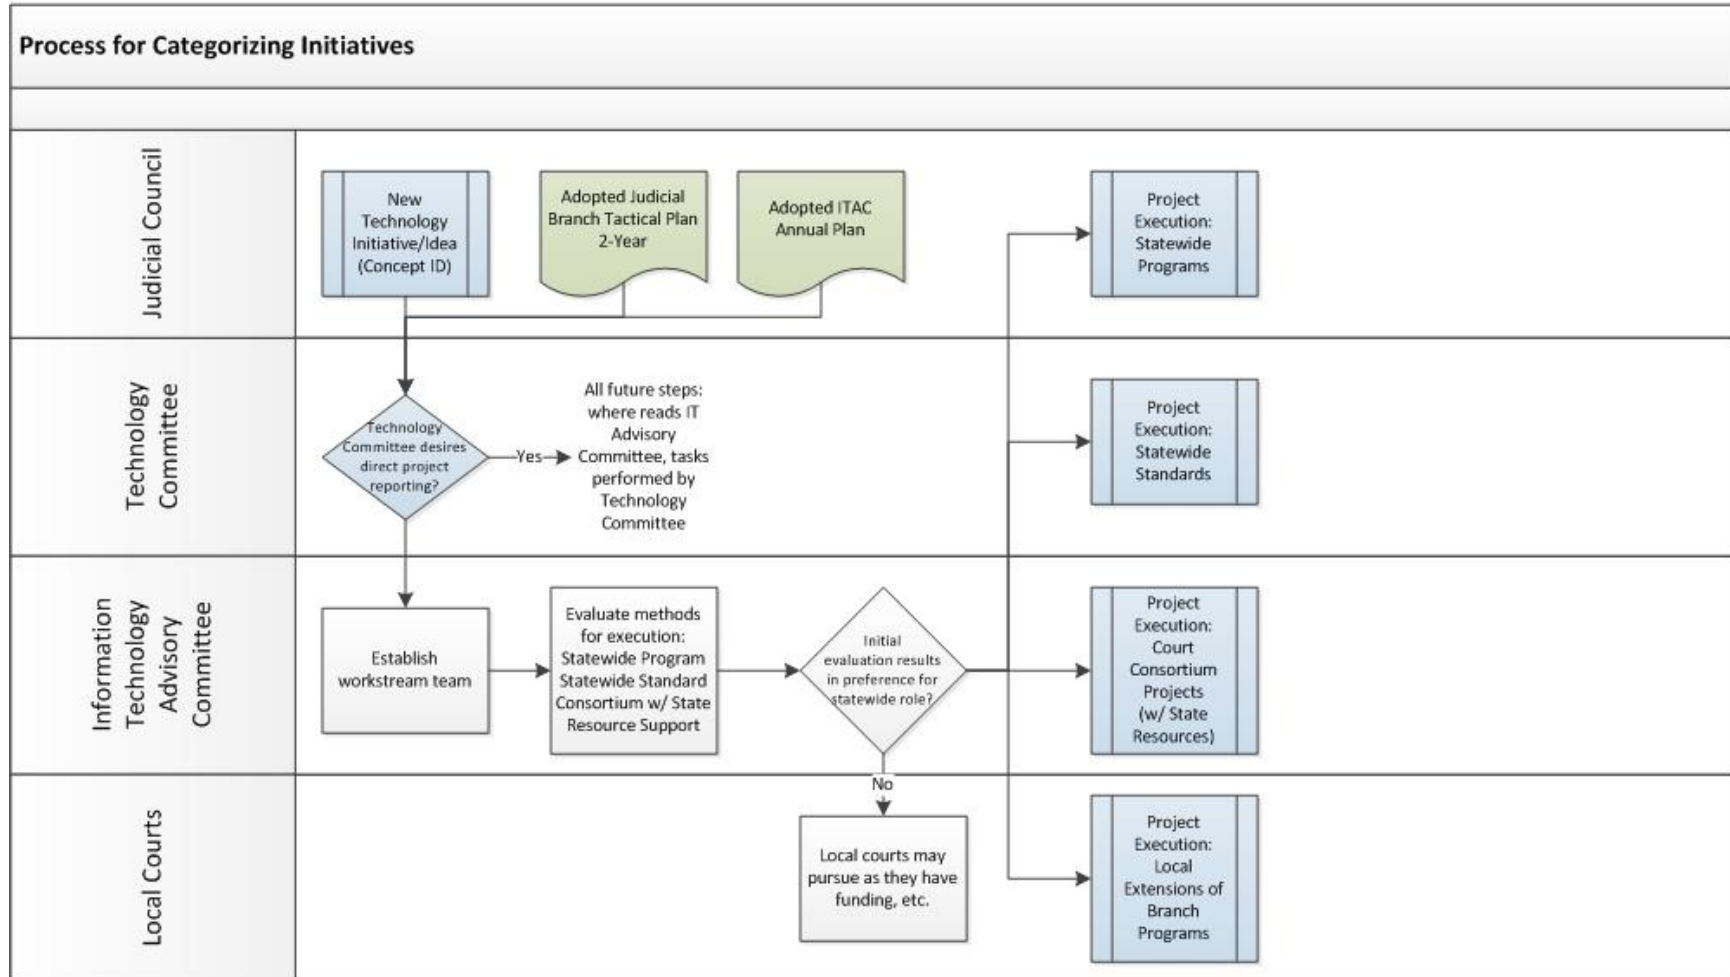 Process for Categorizing Initiatives
Judicial Council
New
Technology
Initiative/Idea
(Concept ID)
Adopted Judicial
Branch Tactical Plan
2-Year
Adopted ITAC
Annual Plan
Project
Execution:
Statewide
Programs
Technology
Committee
Technology
Committee desires
direct project
reporting?
Yes
All future steps:
where reads IT
Advisory
Committee, tasks
performed by
Technology
Committee
Project
Execution:
Statewide
Standards
Information
Technology
Advisory
Committee
Establish
workstream team
Evaluate methods
for execution:
Statewide Program
Statewide Standard
Consortium w/ State
Resource Support
Initial
evaluation results
in preference for
statewide role?
Project
Execution:
Court
Consortium
Projects
(w/ State
Resources)
Local Courts
No
Local courts may
pursue as they have
funding, etc.
Project
Execution:
Local
Extensions of
Branch
Programs